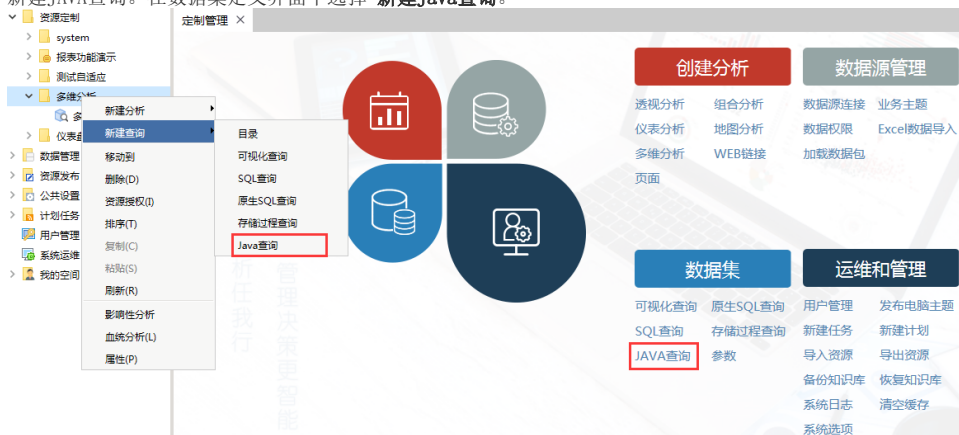 新建JAVA查询。在数据集定义界面中选择"新建java查询"。
资源定制
定制管理 ×
system
报表功能演示
测试自适应
多维分析
多
仪表盘
数据管理
资源发布
公共设置
计划任务
用户管理
系统运维
我的空间
新建分析
新建查询
移动到
删除(D)
资源授权(I)
排序(T)
复制(C)
粘贴(S)
刷新(R)
影响性分析
血统分析(L)
属性(P)
目录
可视化查询
SQL查询
原生SQL查询
存储过程查询
Java查询
析任我行
管理决策更智能
创建分析
透视分析 组合分析
仪表分析 地图分析
多维分析 WEB链接
页面
数据源管理
数据源连接 业务主题
数据权限 Excel数据导入
加载数据包
数据集
可视化查询 原生SQL查询
SQL查询 存储过程查询
JAVA查询 参数
运维和管理
用户管理 发布电脑主题
新建任务 新建计划
导入资源 导出资源
备份知识库 恢复知识库
系统日志 清空缓存
系统选项